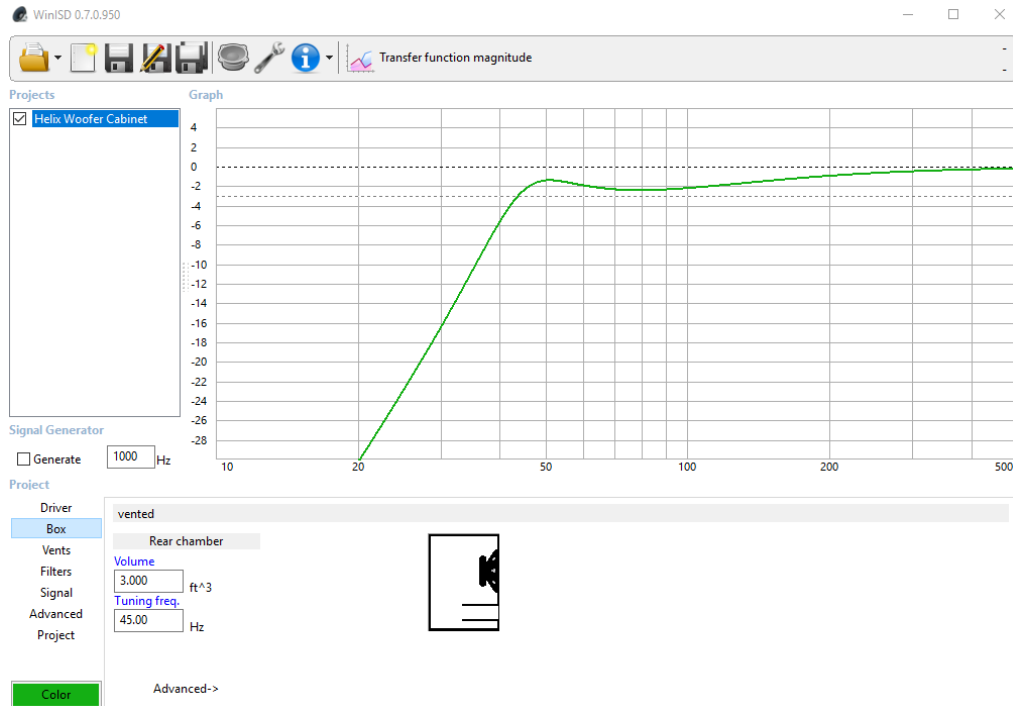 WinISD 0.7.0.950
Transfer function magnitude
Projects
Graph
Helix Woofer Cabinet
4
2
0
-2
-4
-6
-8
-10
-12
-14
-16
-18
-20
-22
-24
-26
-28
10 20 50 100 200 500
Signal Generator
Generate 1000 Hz
Project
Driver
Box
Vents
Filters
Signal
Advanced
Project
Color
vented
Rear chamber
Volume
3.000 ft^3
Tuning freq.
45.00 Hz
Advanced->